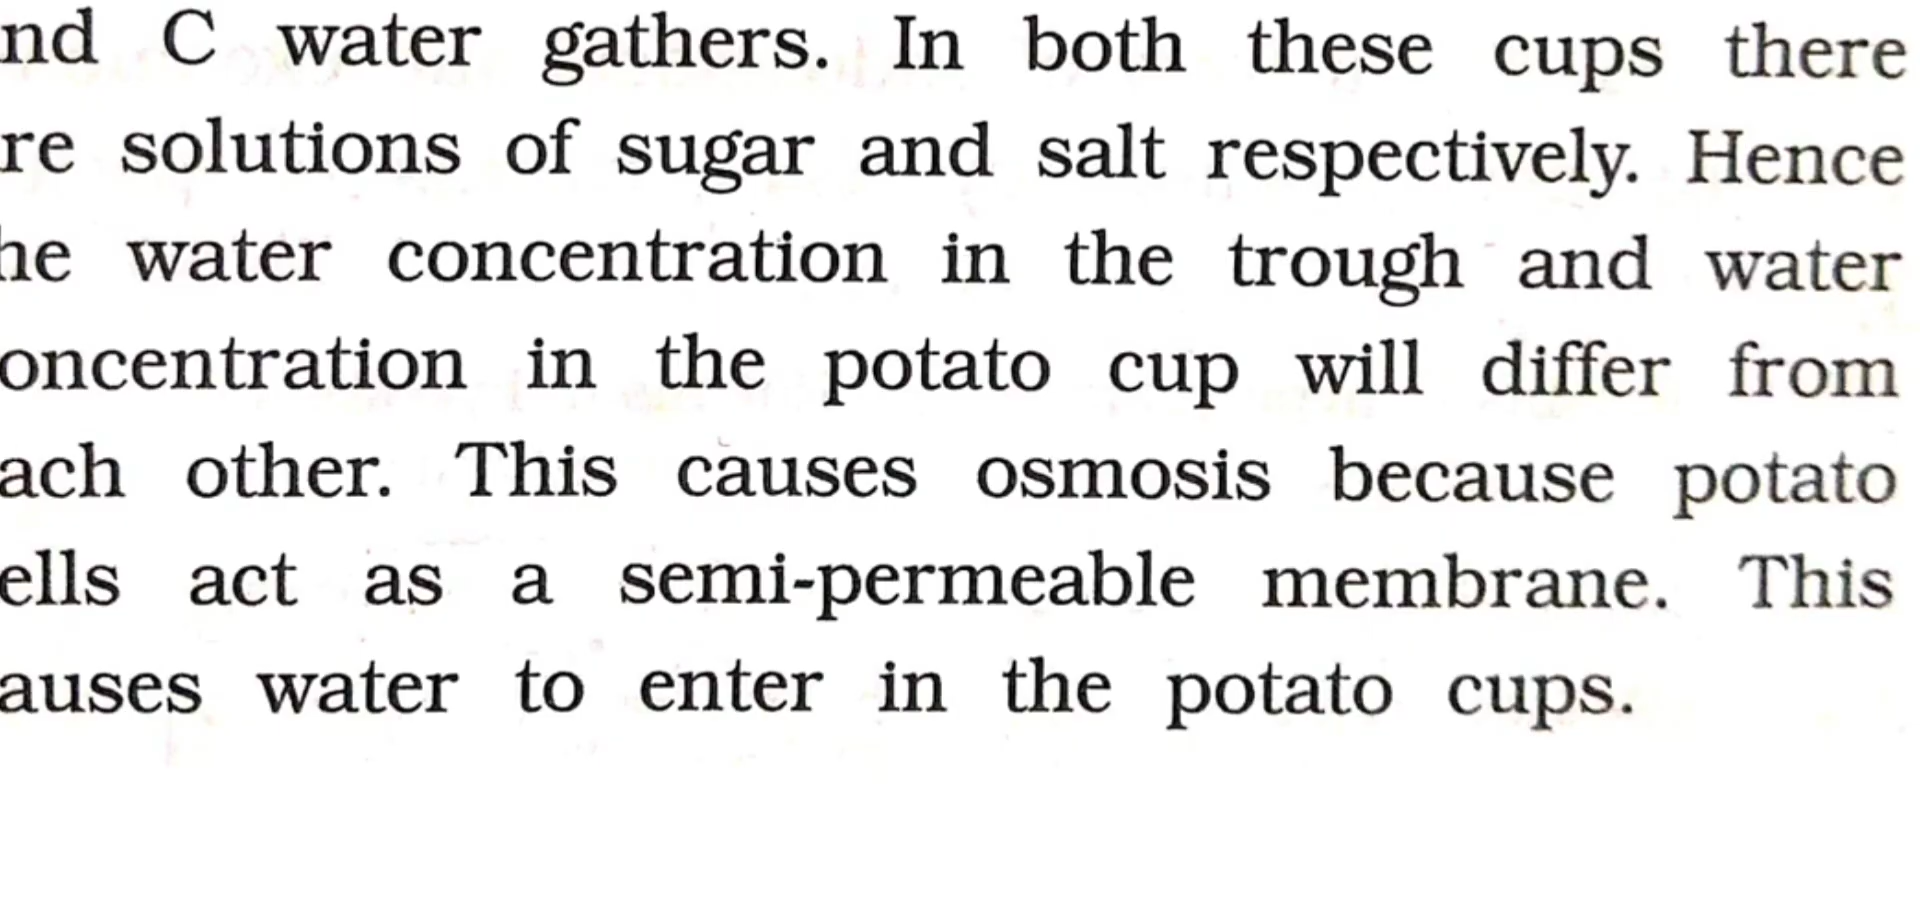 nd C water gathers. In both these cups there
re solutions of sugar and salt respectively. Hence
he water concentration in the trough and water
oncentration in the potato cup will differ from
ach other. This causes osmosis because potato
ells act as a semi-permeable membrane. This
auses water to enter in the potato cups.